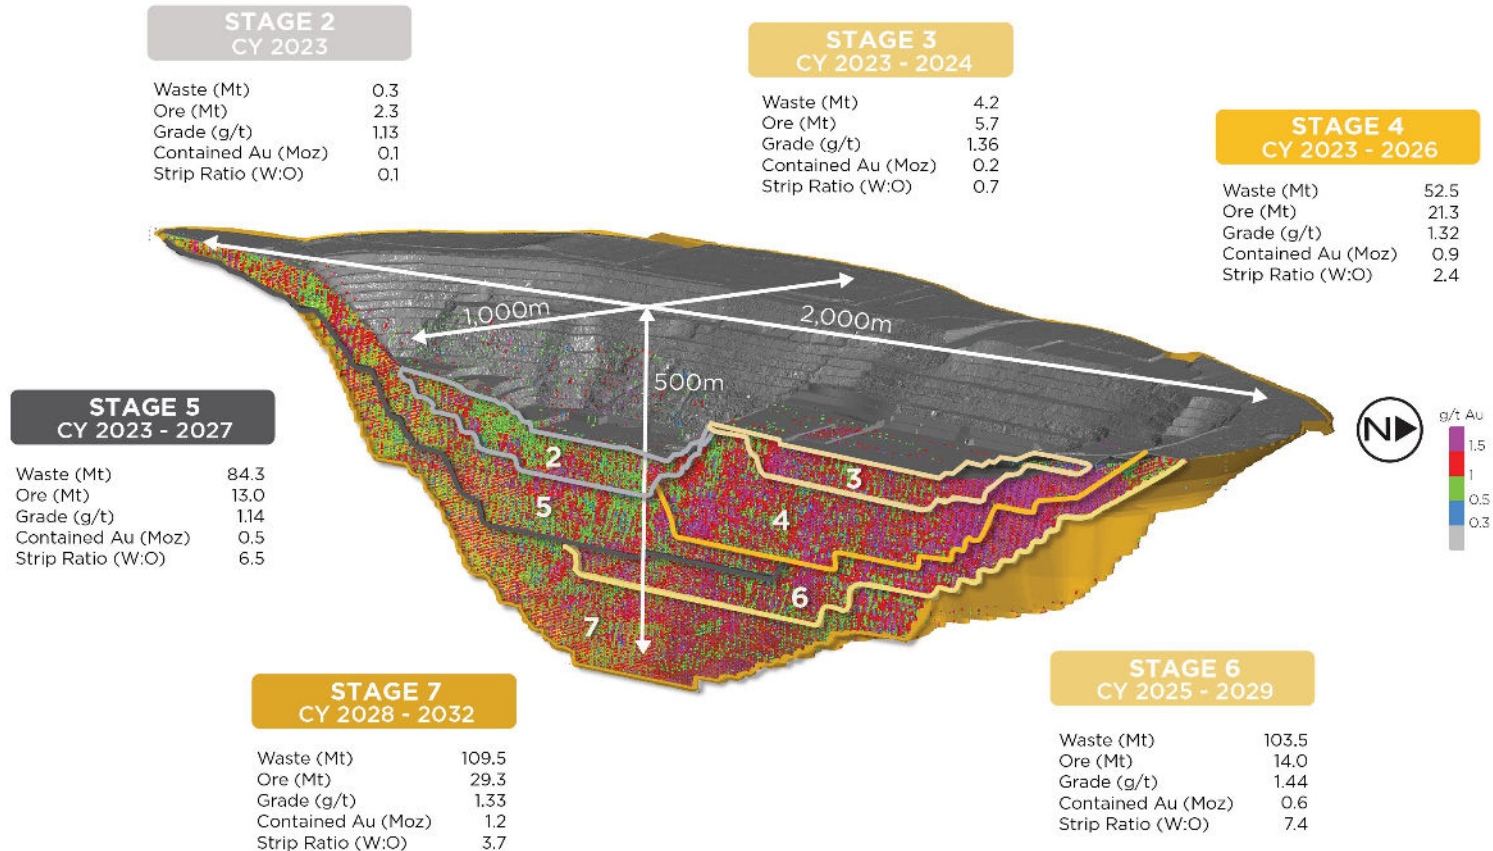 STAGE 2
CY 2023
Waste (Mt) 0.3
Ore (Mt) 2.3
Grade (g/t) 1.13
Contained Au (Moz) 0.1
Strip Ratio (W:O) 0.1
STAGE 3
CY 2023 - 2024
Waste (Mt) 4.2
Ore (Mt) 5.7
Grade (g/t) 1.36
Contained Au (Moz) 0.2
Strip Ratio (W:O) 0.7
STAGE 4
CY 2023 - 2026
Waste (Mt) 52.5
Ore (Mt) 21.3
Grade (g/t) 1.32
Contained Au (Moz) 0.9
Strip Ratio (W:O) 2.4
1,000m
2,000m
500m
STAGE 5
CY 2023 - 2027
Waste (Mt) 84.3
Ore (Mt) 13.0
Grade (g/t) 1.14
Contained Au (Moz) 0.5
Strip Ratio (W:O) 6.5
2
3
5
4
6
7
N
g/t Au
1.5
1
0.5
0.3
STAGE 7
CY 2028 - 2032
Waste (Mt) 109.5
Ore (Mt) 29.3
Grade (g/t) 1.33
Contained Au (Moz) 1.2
Strip Ratio (W:O) 3.7
STAGE 6
CY 2025 - 2029
Waste (Mt) 103.5
Ore (Mt) 14.0
Grade (g/t) 1.44
Contained Au (Moz) 0.6
Strip Ratio (W:O) 7.4